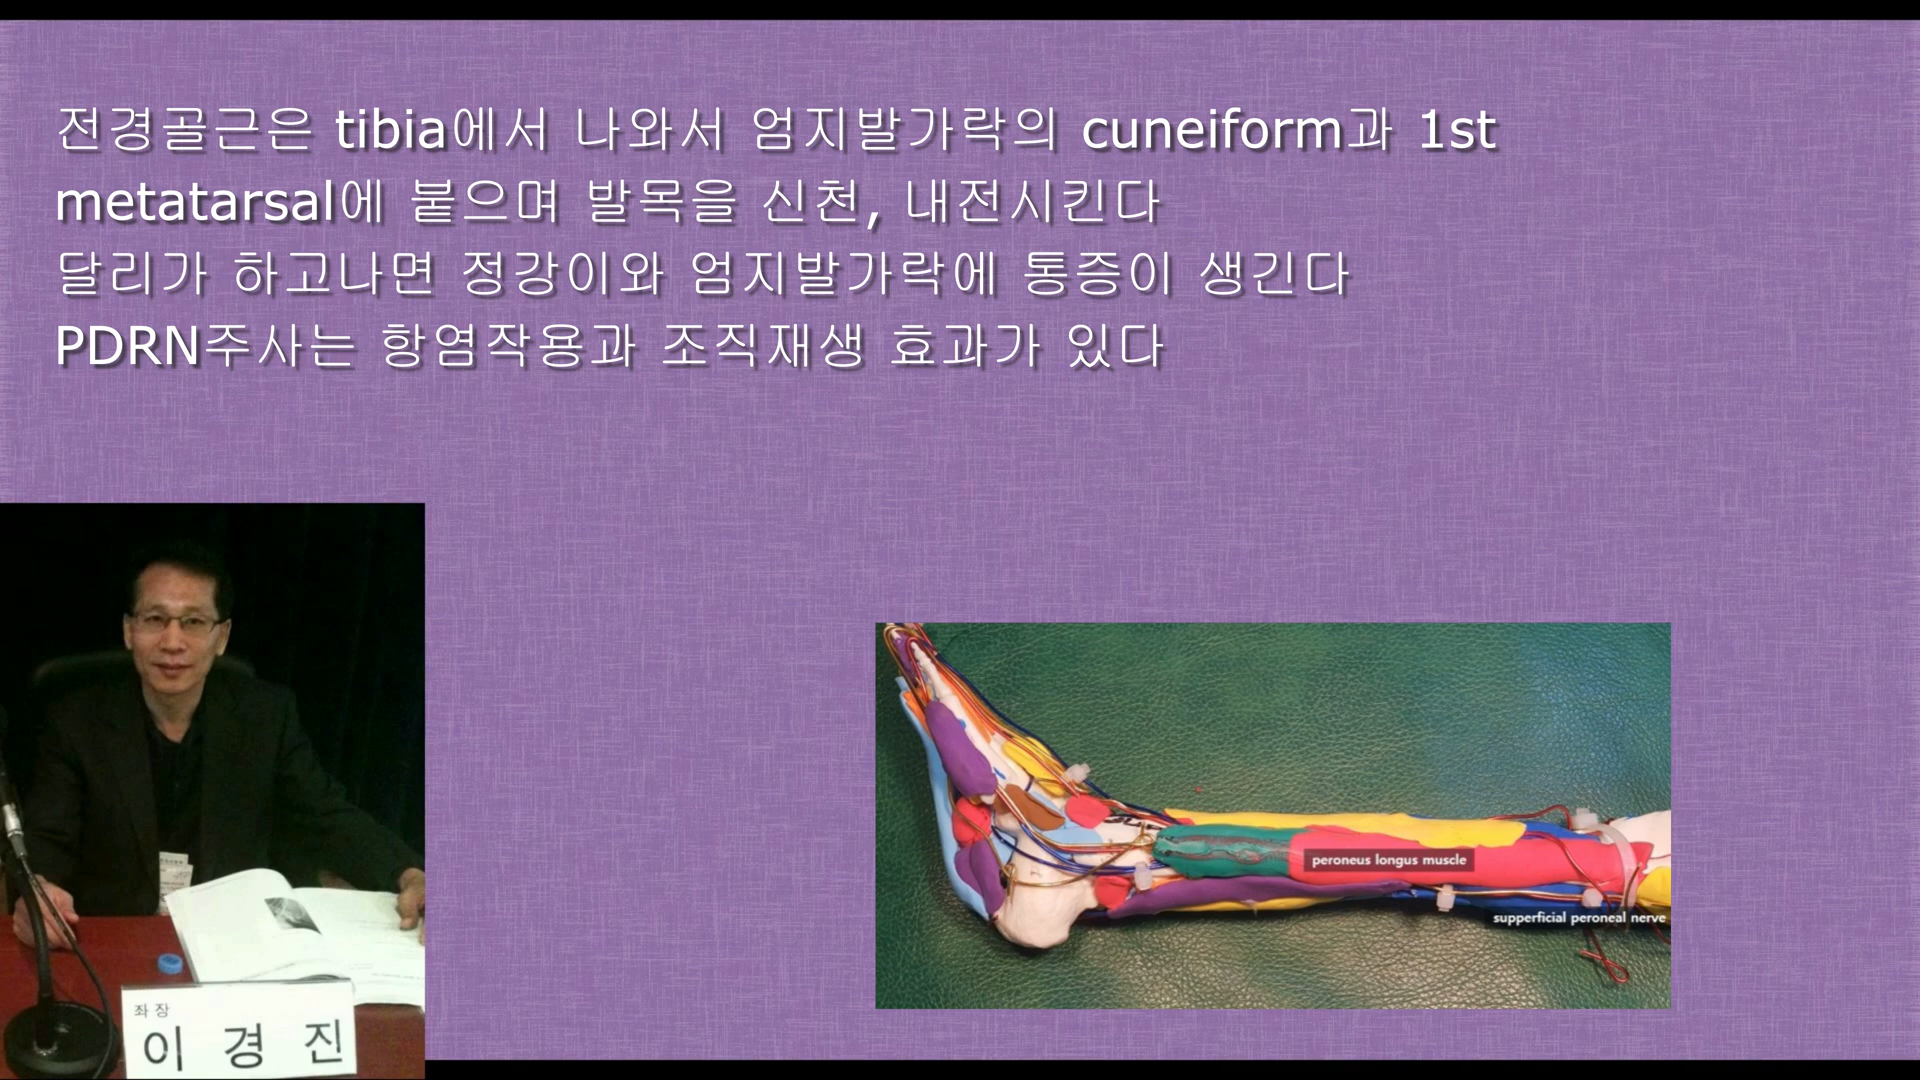 전경골근은 tibia에서 나와서 엄지발가락의 cuneiform과 1st
metatarsal에 붙으며 발목을 신천, 내전시킨다
달리가 하고나면 정강이와 엄지발가락에 통증이 생긴다
PDRN주사는 항염작용과 조직재생 효과가 있다
peroneus longus muscle
supperficial peroneal nerve
좌 장
이 경 진